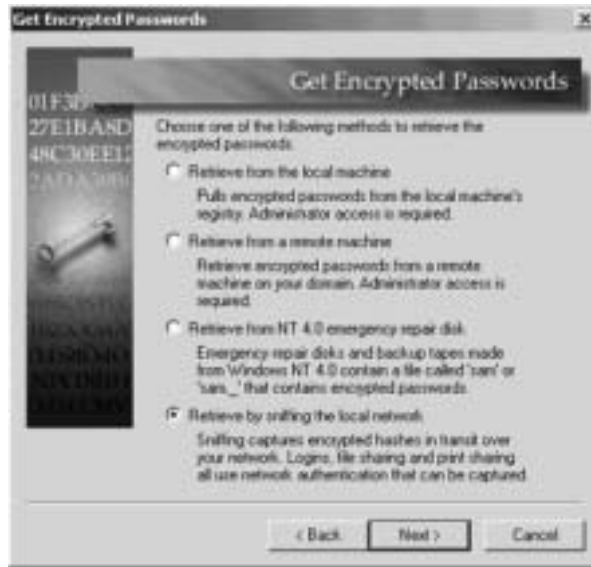 Get Encrypted Passwords
Get Encrypted Passwords
01F3B
27E1BA8D
48C30EE12
2ADA30B
Choose one of the following methods to retrieve the
encrypted passwords.
Retrieve from the local machine
Pulls encrypted passwords from the local machine's
registry. Administrator access is required.
Retrieve from a remote machine
Retrieve encrypted passwords from a remote
machine on your domain. Administrator access is
required.
Retrieve from NT 4.0 emergency repair disk
Emergency repair disks and backup tapes made
from Windows NT 4.0 contain a file called 'sam' or
'sam._' that contains encrypted passwords.
Retrieve by sniffing the local network
Sniffing captures encrypted hashes in transit over
your network. Logins, file sharing and print sharing
all use network authentication that can be captured.
< Back
Next >
Cancel